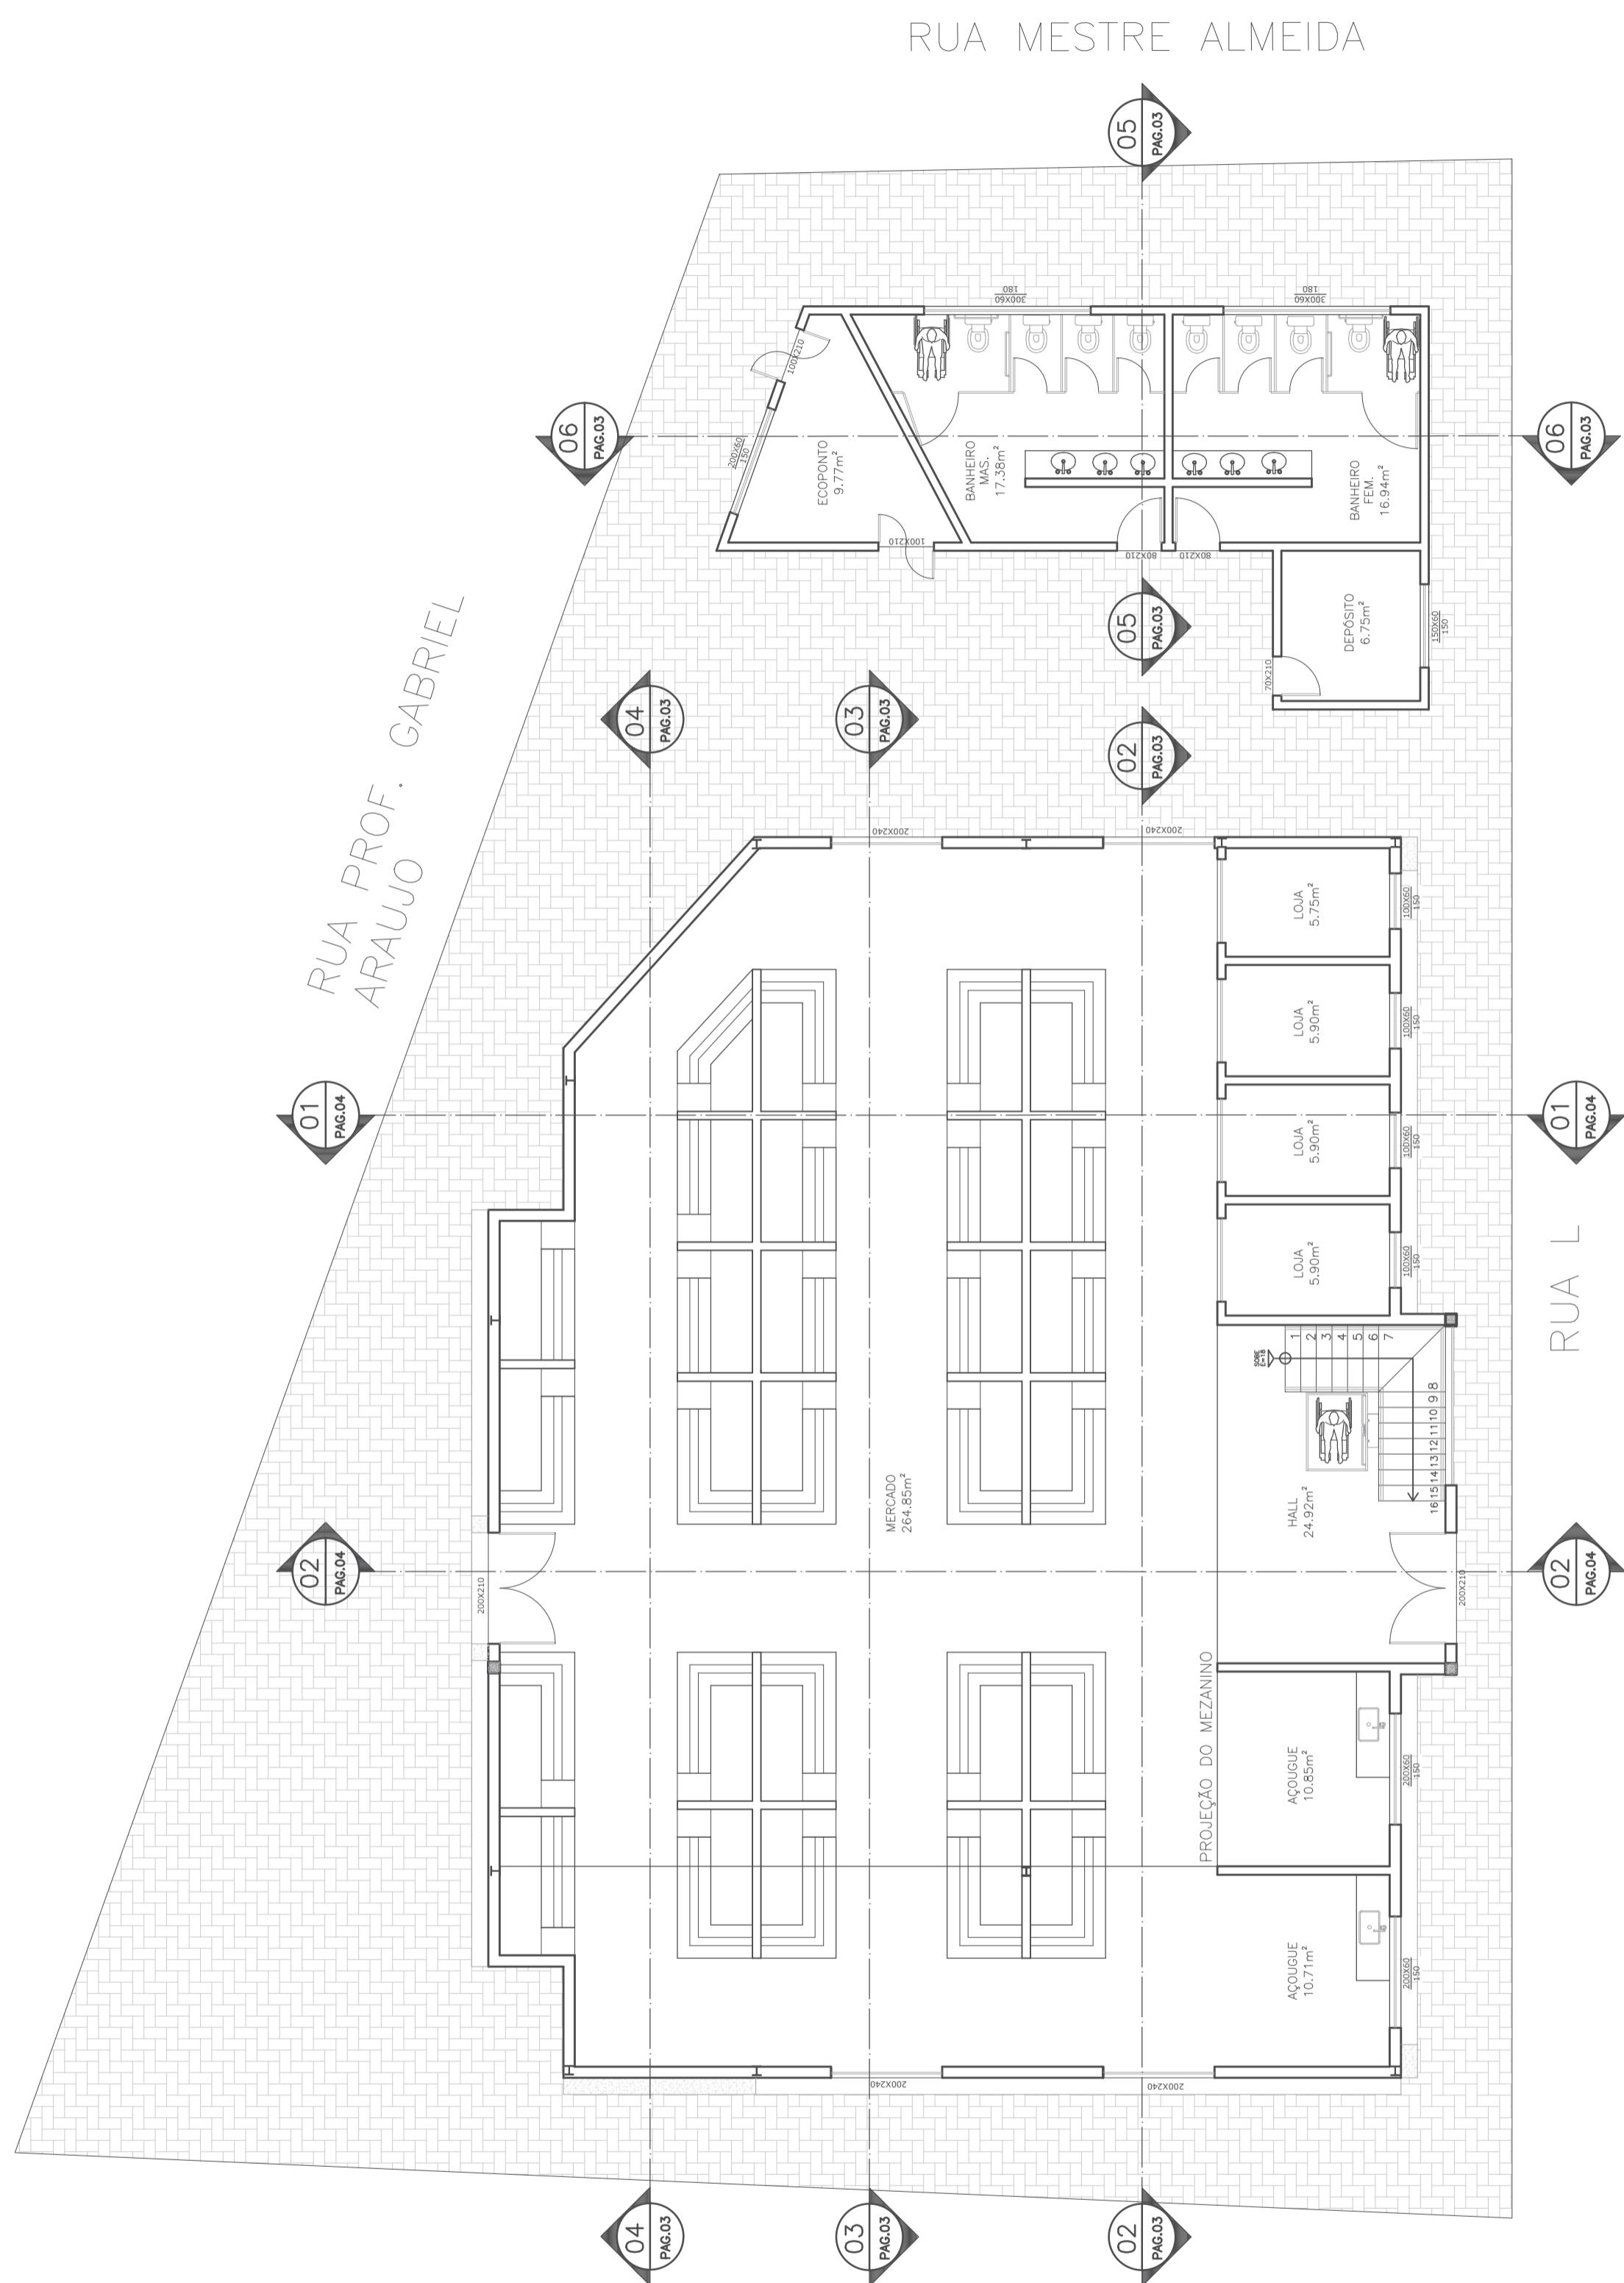 RUA MESTRE ALMEIDA
05
PAG.03
180
300X60
180
300X60
100X210
06
PAG.03
200X60
150
ECOPONTO
9.77m²
BANHEIRO
MAS.
17.38m²
BANHEIRO
FEM.
16.94m²
06
PAG.03
100X210
80X210
80X210
RUA PROF. GABRIEL
ARAUJO
05
PAG.03
DEPÓSITO
6.75m²
150X60
150
70X210
04
PAG.03
03
PAG.03
02
PAG.03
200X240
200X240
LOJA
5.75m²
100X60
150
LOJA
5.90m²
100X60
150
01
PAG.04
LOJA
5.90m²
100X60
150
01
PAG.04
LOJA
5.90m²
100X60
150
RUA L
SOBE
E=18
1
2
3
4
5
6
7
16 15 14 13 12 11 10 9 8
MERCADO
264.85m²
HALL
24.92m²
02
PAG.04
200X210
200X210
02
PAG.04
PROJEÇÃO DO MEZANINO
AÇOUGUE
10.85m²
200X60
150
AÇOUGUE
10.71m²
200X60
150
200X240
200X240
04
PAG.03
03
PAG.03
02
PAG.03